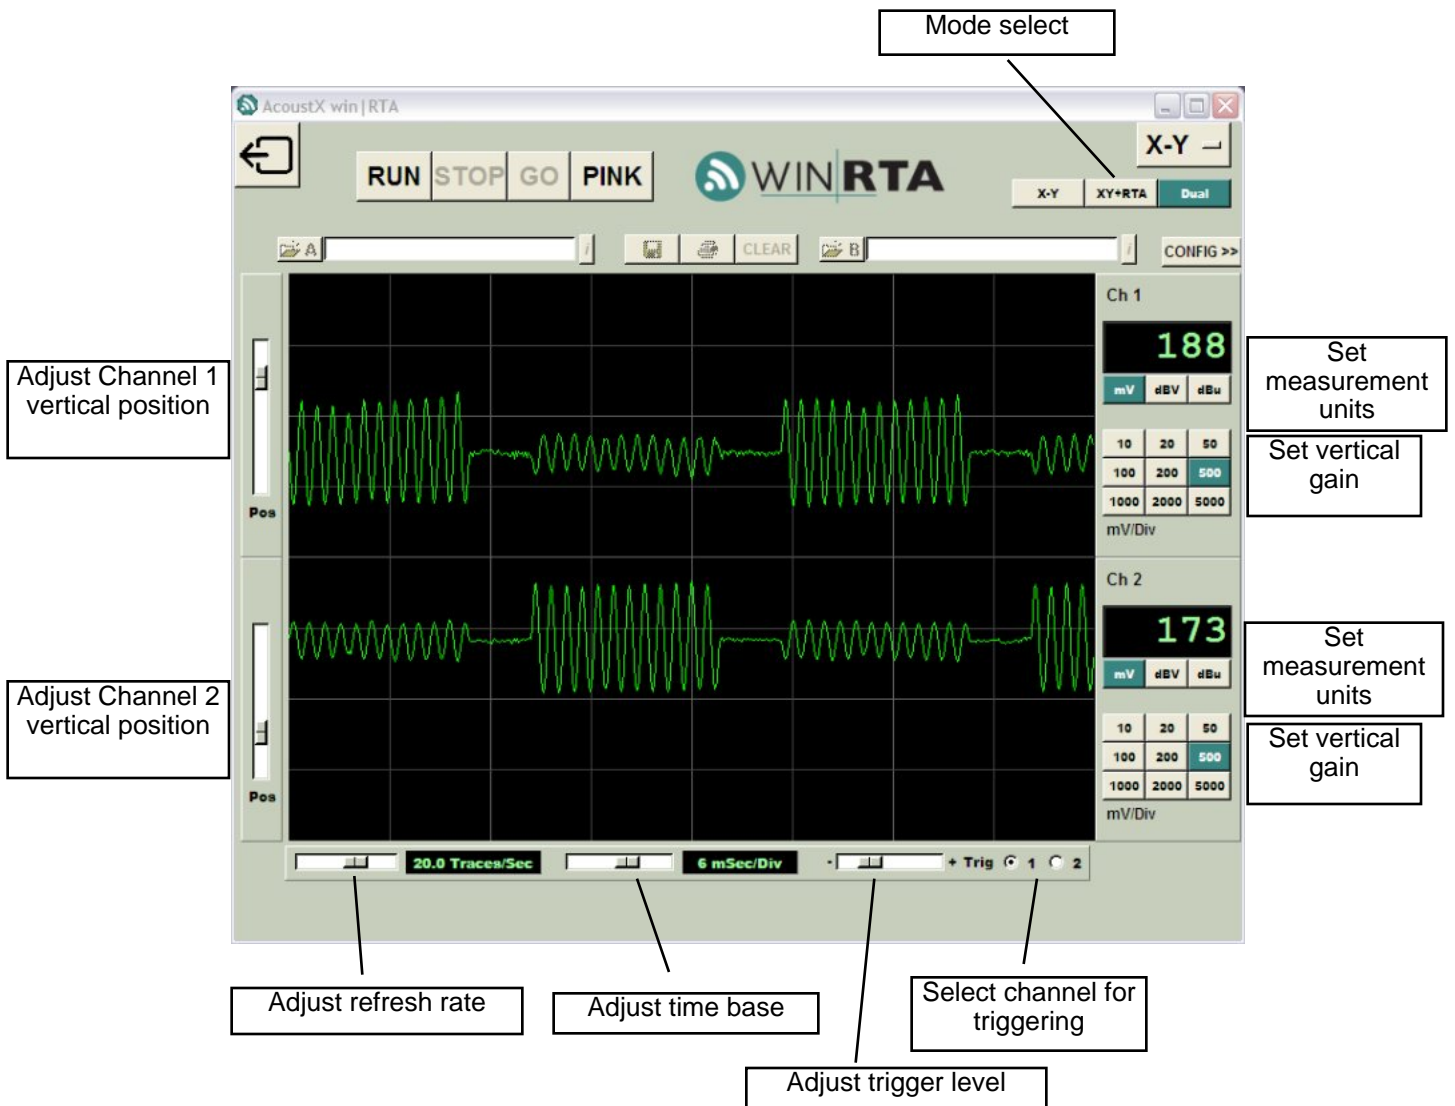 Mode select
AcoustX win|RTA
X-Y
RUN STOP GO PINK
WIN RTA
X-Y XY+RTA Dual
A i CLEAR B i CONFIG >>
Ch 1
188
mV dBV dBu
10 20 50
100 200 500
1000 2000 5000
mV/Div
Pos
Adjust Channel 1
vertical position
Set
measurement
units
Set vertical
gain
Ch 2
173
mV dBV dBu
10 20 50
100 200 500
1000 2000 5000
mV/Div
Pos
Adjust Channel 2
vertical position
Set
measurement
units
Set vertical
gain
20.0 Traces/Sec 6 mSec/Div - + Trig 1 2
Adjust refresh rate
Adjust time base
Select channel for
triggering
Adjust trigger level